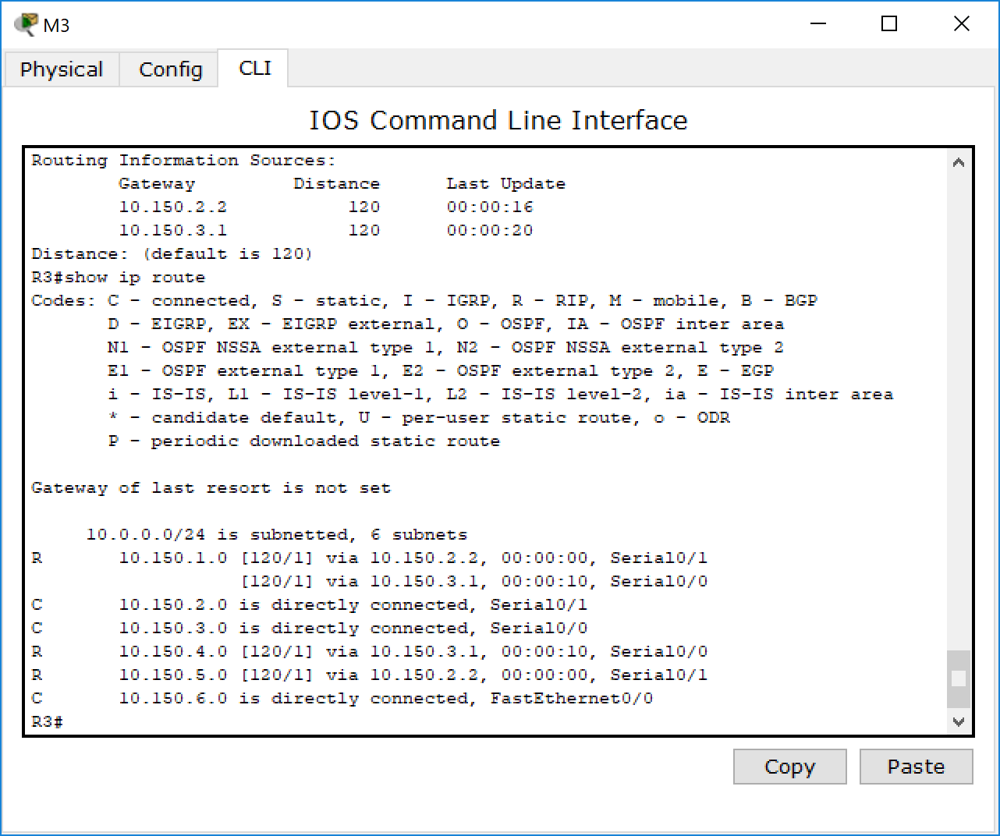 M3
Physical Config CLI
IOS Command Line Interface
Routing Information Sources:
        Gateway         Distance      Last Update
        10.150.2.2           120      00:00:16
        10.150.3.1           120      00:00:20
Distance: (default is 120)
R3#show ip route
Codes: C - connected, S - static, I - IGRP, R - RIP, M - mobile, B - BGP
       D - EIGRP, EX - EIGRP external, O - OSPF, IA - OSPF inter area
       N1 - OSPF NSSA external type 1, N2 - OSPF NSSA external type 2
       E1 - OSPF external type 1, E2 - OSPF external type 2, E - EGP
       i - IS-IS, L1 - IS-IS level-1, L2 - IS-IS level-2, ia - IS-IS inter area
       * - candidate default, U - per-user static route, o - ODR
       P - periodic downloaded static route
Gateway of last resort is not set
     10.0.0.0/24 is subnetted, 6 subnets
R       10.150.1.0 [120/1] via 10.150.2.2, 00:00:00, Serial0/1
                   [120/1] via 10.150.3.1, 00:00:10, Serial0/0
C       10.150.2.0 is directly connected, Serial0/1
C       10.150.3.0 is directly connected, Serial0/0
R       10.150.4.0 [120/1] via 10.150.3.1, 00:00:10, Serial0/0
R       10.150.5.0 [120/1] via 10.150.2.2, 00:00:00, Serial0/1
C       10.150.6.0 is directly connected, FastEthernet0/0
R3#
Copy Paste